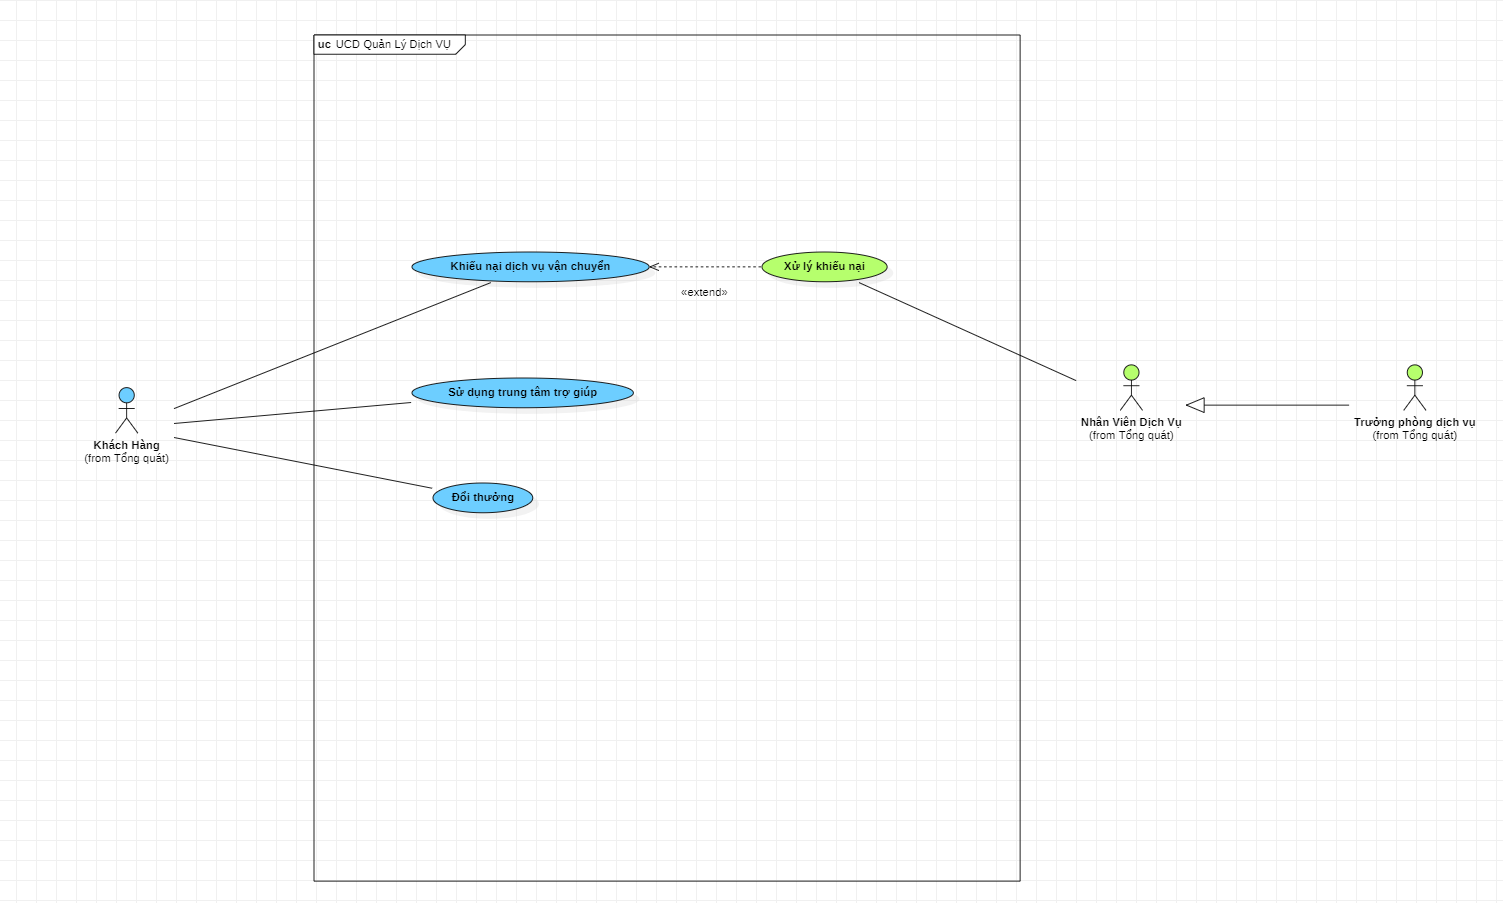 uc UCD Quản Lý Dịch VỤ
Khiếu nại dịch vụ vận chuyển
Xử lý khiếu nại
«extend»
Sử dụng trung tâm trợ giúp
Khách Hàng
(from Tổng quát)
Nhân Viên Dịch Vụ
(from Tổng quát)
Trưởng phòng dịch vụ
(from Tổng quát)
Đổi thưởng